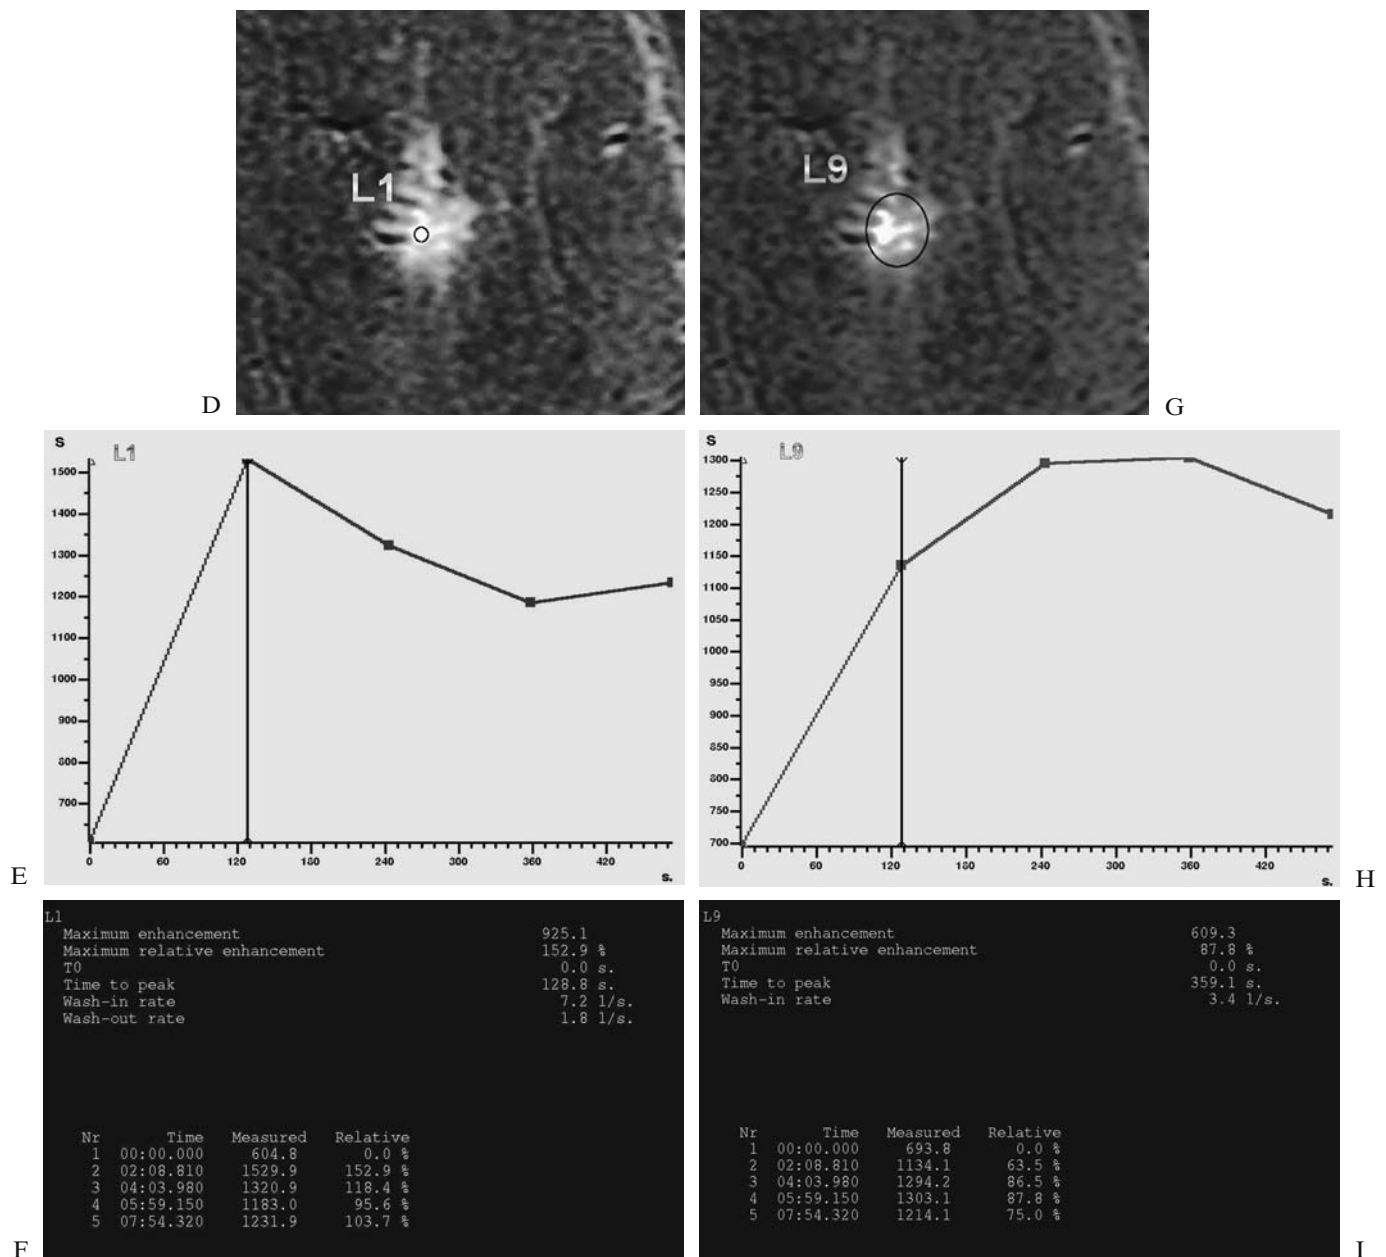 L1
L9
D
G
S
L1
1500
1400
1300
1200
1100
1000
900
800
700
0 60 120 180 240 300 360 420
s.
E
S
L9
1300
1250
1200
1150
1100
1050
1000
950
900
850
800
750
700
0 60 120 180 240 300 360 420
s.
H
L1
Maximum enhancement 925.1
Maximum relative enhancement 152.9 %
T0 0.0 s.
Time to peak 128.8 s.
Wash-in rate 7.2 1/s.
Wash-out rate 1.8 1/s.
Nr Time Measured Relative
1 00:00.000 604.8 0.0 %
2 02:08.810 1529.9 152.9 %
3 04:03.980 1320.9 118.4 %
4 05:59.150 1183.0 95.6 %
5 07:54.320 1231.9 103.7 %
F
L9
Maximum enhancement 609.3
Maximum relative enhancement 87.8 %
T0 0.0 s.
Time to peak 359.1 s.
Wash-in rate 3.4 1/s.
Nr Time Measured Relative
1 00:00.000 693.8 0.0 %
2 02:08.810 1134.1 63.5 %
3 04:03.980 1294.2 86.5 %
4 05:59.150 1303.1 87.8 %
5 07:54.320 1214.1 75.0 %
I